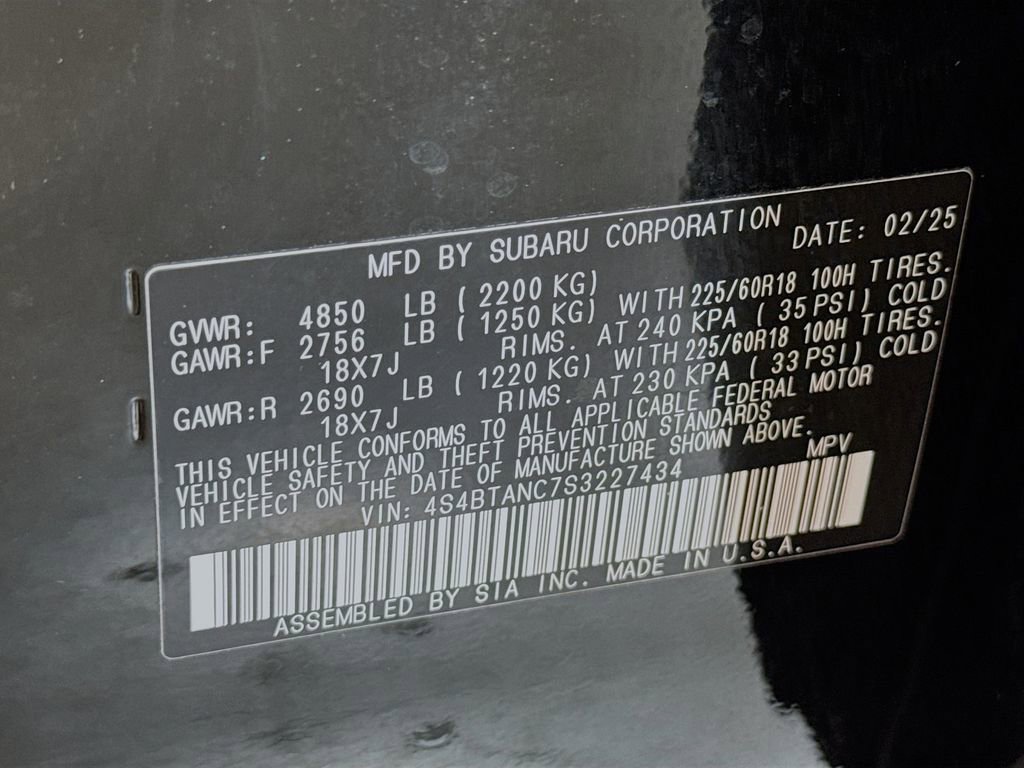 MFD BY SUBARU CORPORATION DATE: 02/25
GVWR: 4850 LB ( 2200 KG)
GAWR:F 2756 LB ( 1250 KG) WITH 225/60R18 100H TIRES.
18X7J RIMS. AT 240 KPA ( 35 PSI) COLD
GAWR:R 2690 LB ( 1220 KG) WITH 225/60R18 100H TIRES.
18X7J RIMS. AT 230 KPA ( 33 PSI) COLD
THIS VEHICLE CONFORMS TO ALL APPLICABLE FEDERAL MOTOR
VEHICLE SAFETY AND THEFT PREVENTION STANDARDS
IN EFFECT ON THE DATE OF MANUFACTURE SHOWN ABOVE.
VIN: 4S4BTANC7S3227434 MPV
ASSEMBLED BY SIA INC. MADE IN U.S.A.